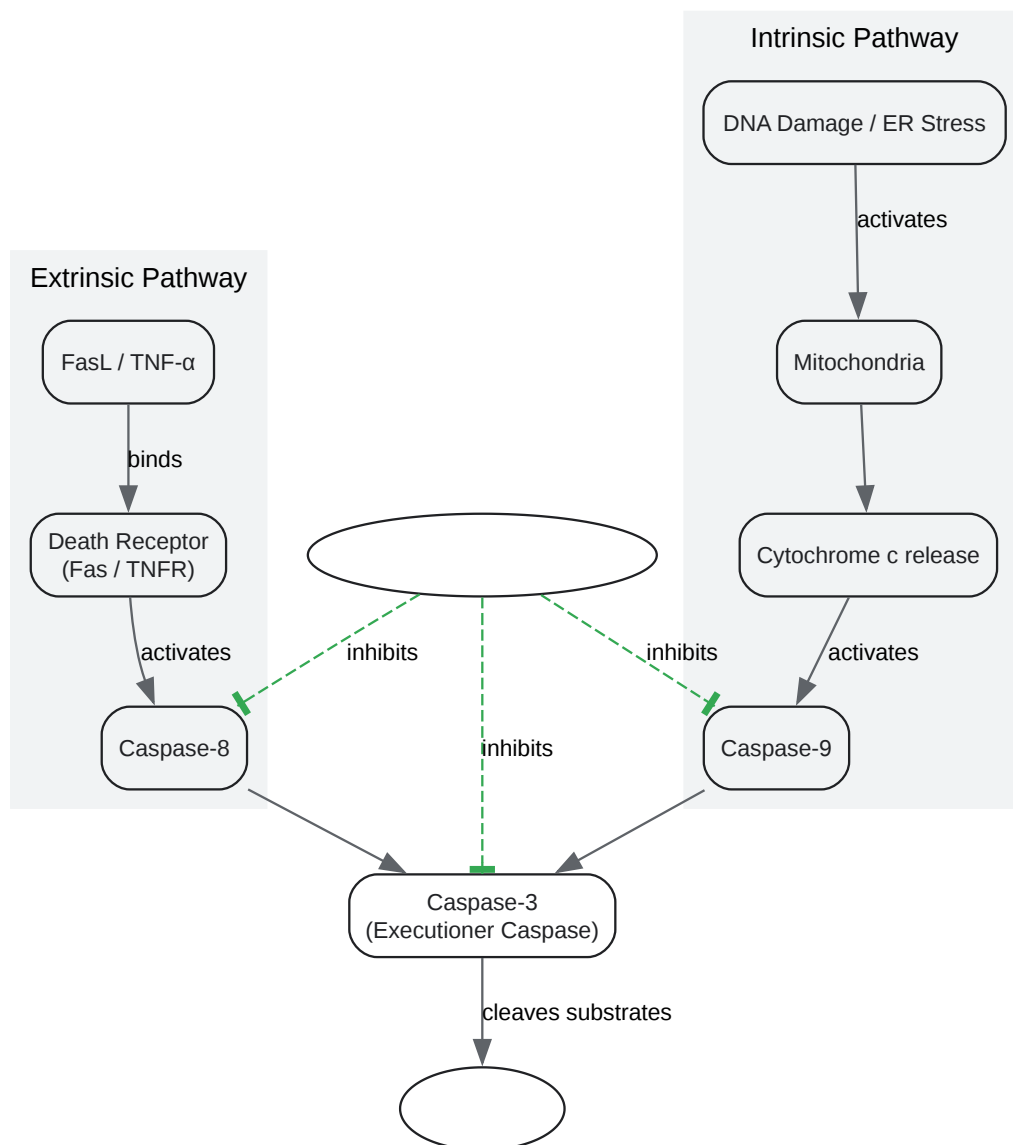 Intrinsic Pathway
DNA Damage / ER Stress
activates
Extrinsic Pathway
FasL / TNF-α
Mitochondria
binds
Death Receptor
(Fas / TNFR)
Cytochrome c release
activates
inhibits
inhibits
activates
Caspase-8
inhibits
Caspase-9
Caspase-3
(Executioner Caspase)
cleaves substrates